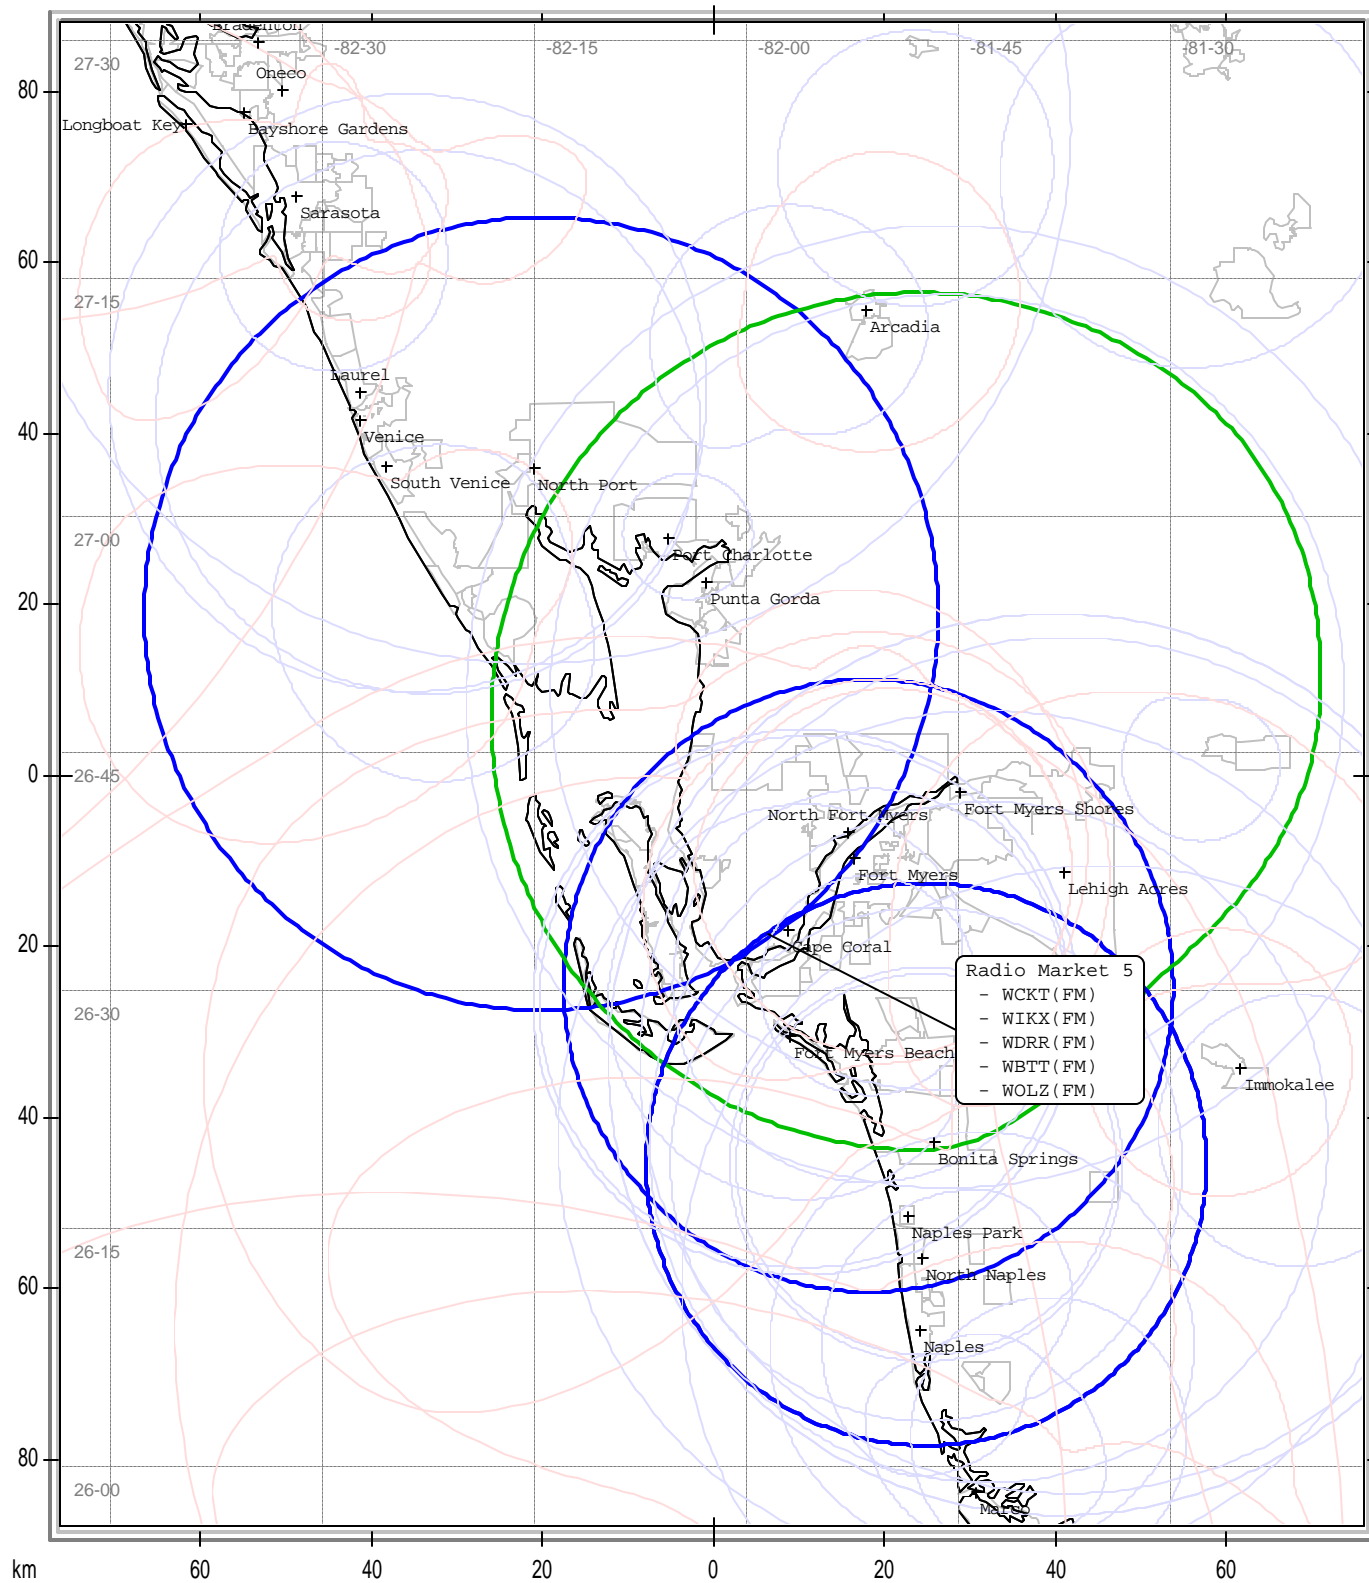 Bradenton
-82-30
-82-15
-82-00
-81-45
-81-30
27-30
Oneco
80
Longboat Key
Bayshore Gardens
Sarasota
60
27-15
Arcadia
Laurel
40
Venice
South Venice
North Port
27-00
Port Charlotte
20
Punta Gorda
0
26-45
Fort Myers Shores
North Fort Myers
Fort Myers
Lehigh Acres
20
Cape Coral
Radio Market 5
- WCKT(FM)
- WIKX(FM)
- WDRR(FM)
- WBTT(FM)
- WOLZ(FM)
26-30
Fort Myers Beach
Immokalee
40
Bonita Springs
Naples Park
26-15
North Naples
60
Naples
80
26-00
Marco
km
60
40
20
0
20
40
60